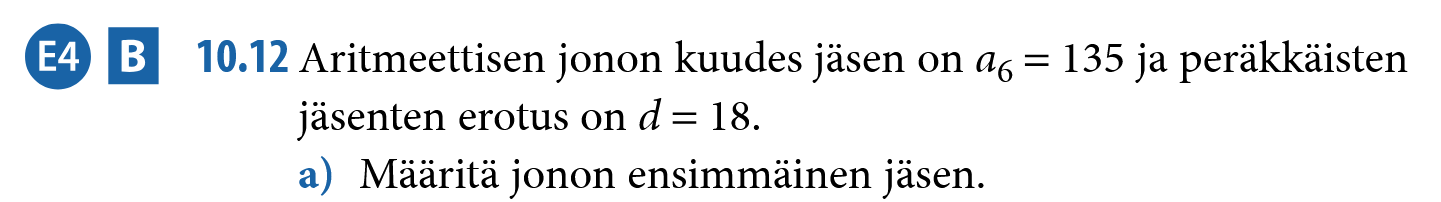 E4 B 10.12 Aritmeettisen jonon kuudes jäsen on a₆ = 135 ja peräkkäisten
jäsenten erotus on d = 18.
a) Määritä jonon ensimmäinen jäsen.